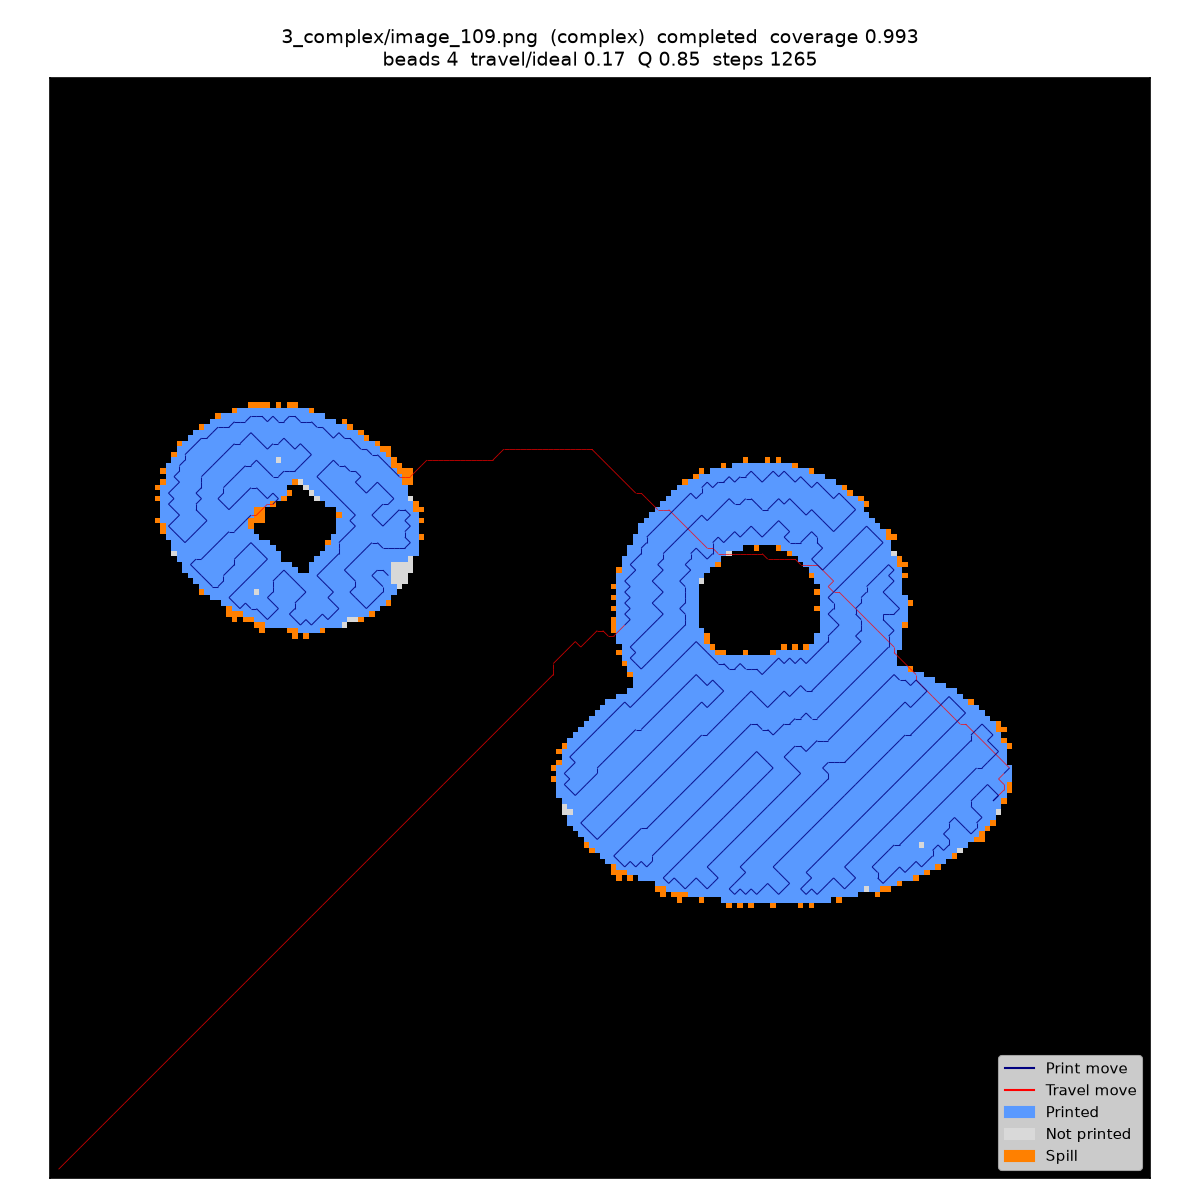 3_complex/image_109.png  (complex)  completed  coverage 0.993
beads 4  travel/ideal 0.17  Q 0.85  steps 1265
Print move
Travel move
Printed
Not printed
Spill